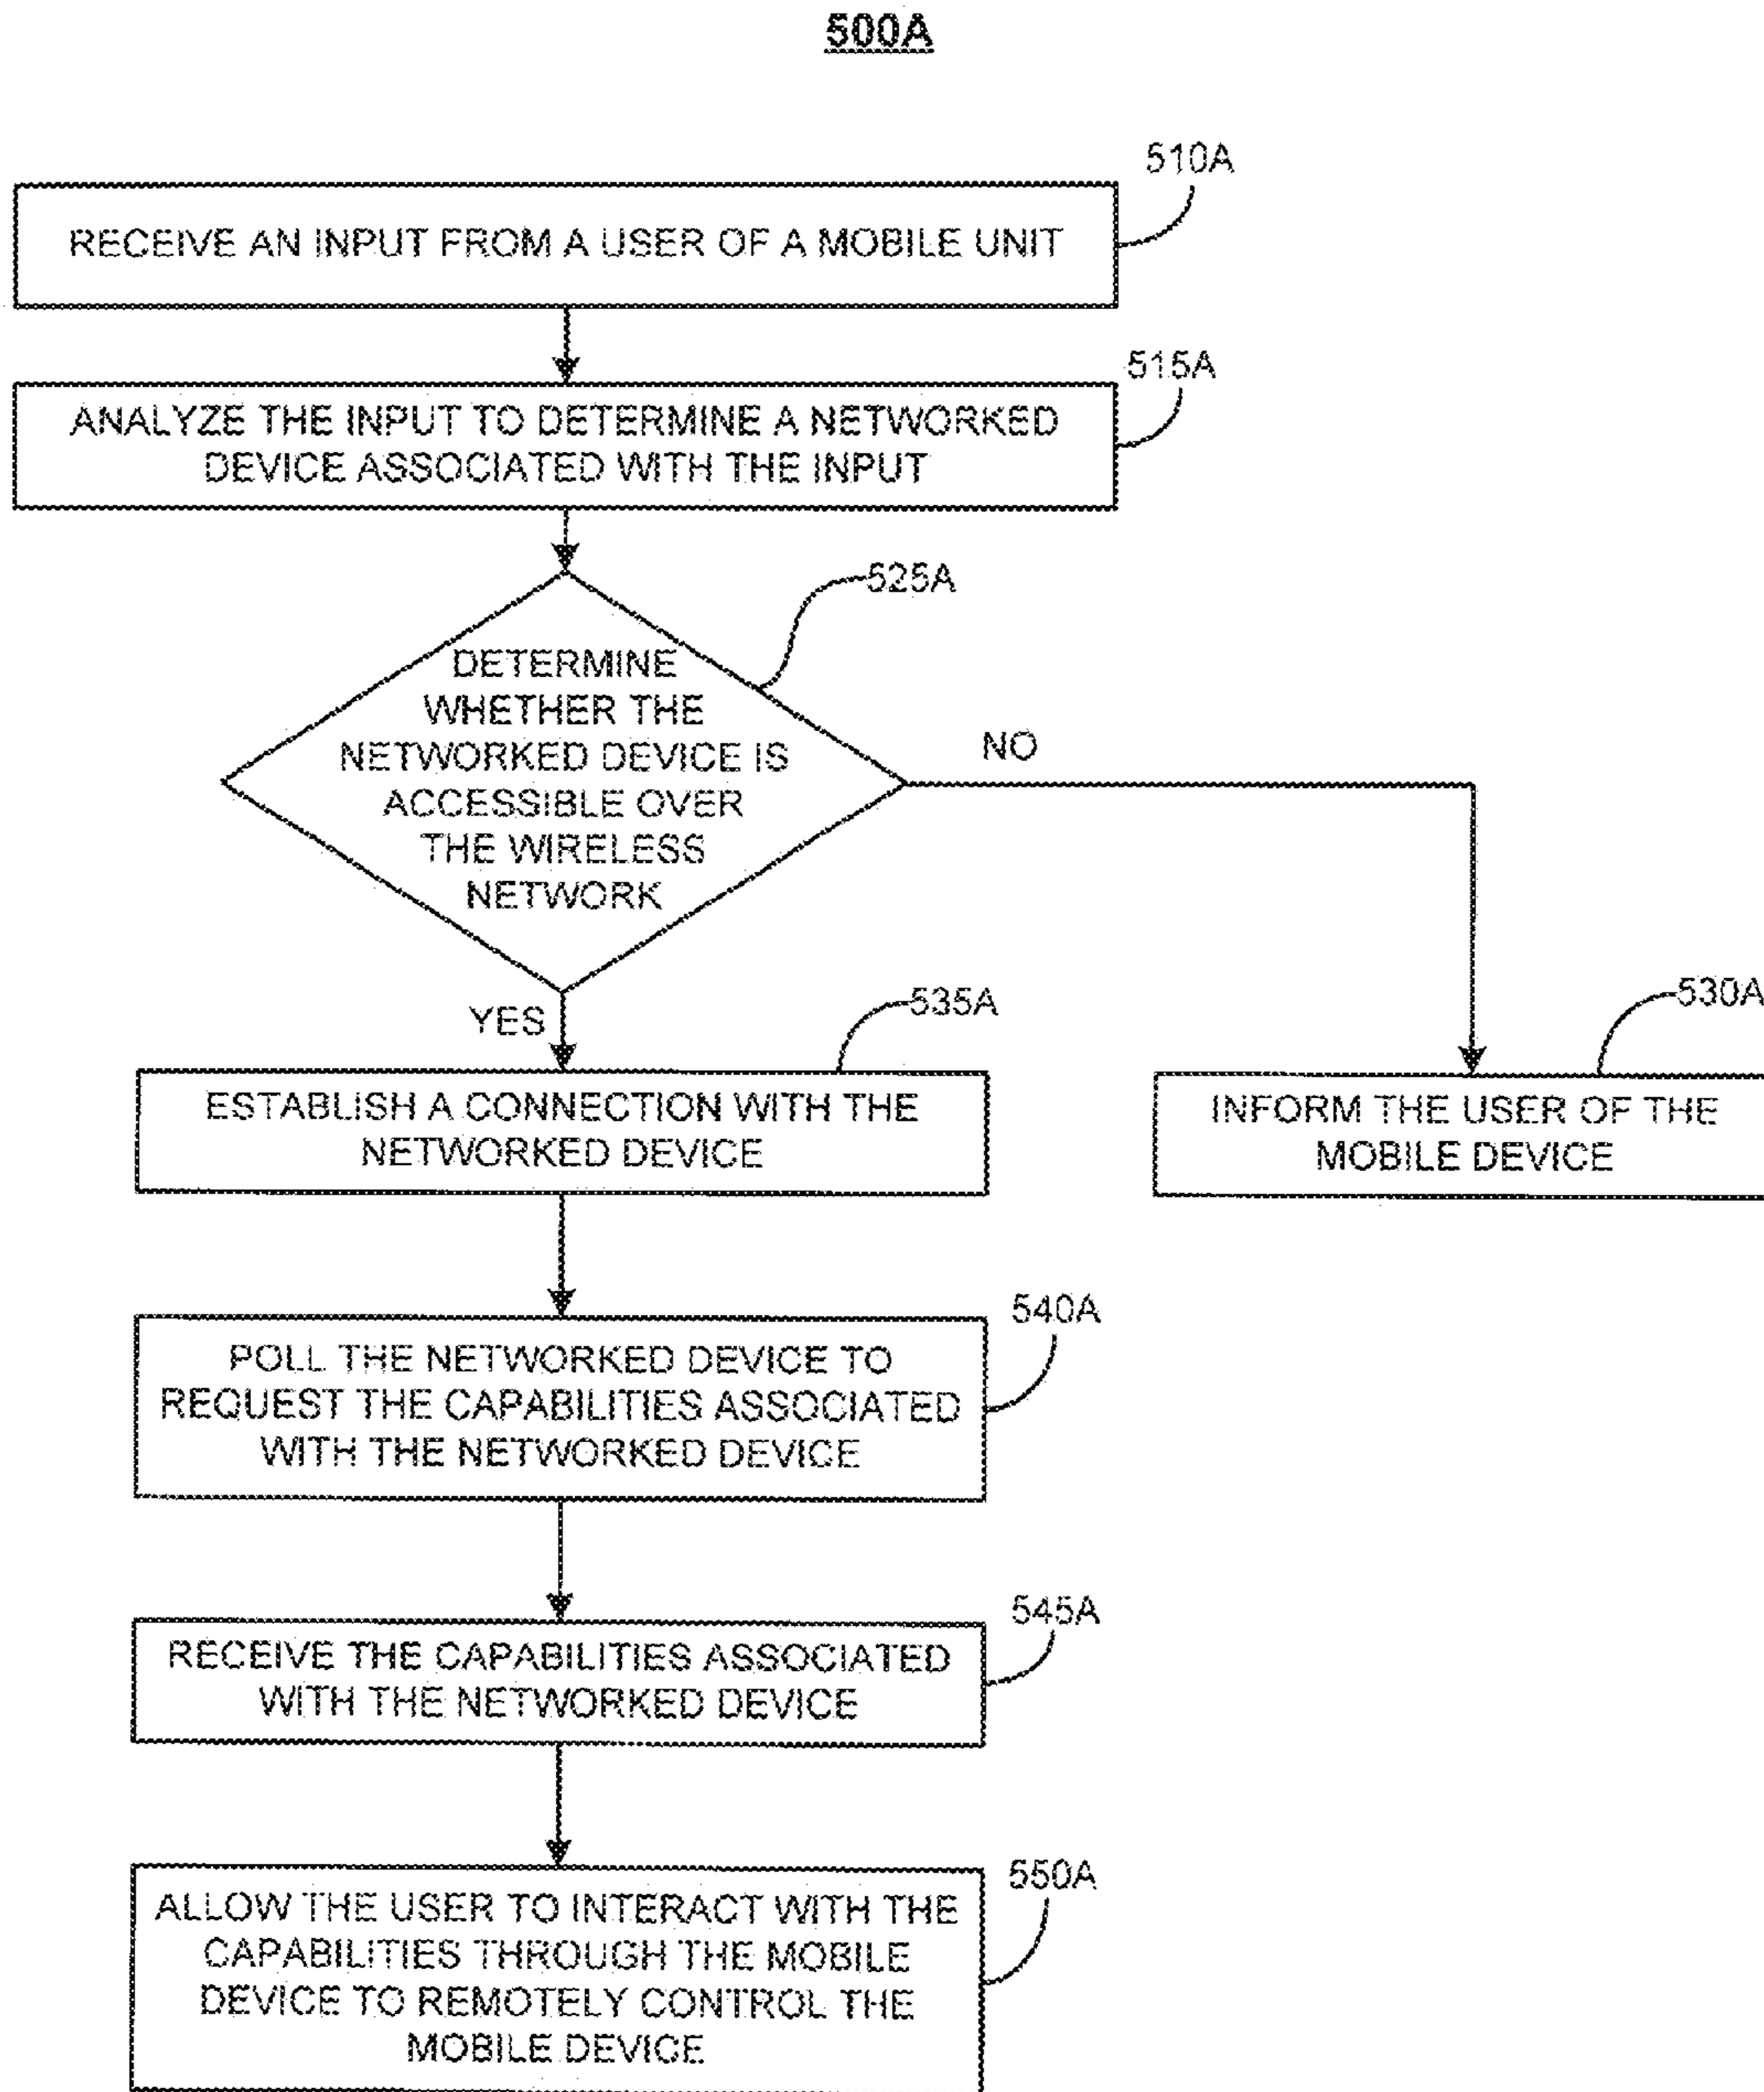 500A
510A
RECEIVE AN INPUT FROM A USER OF A MOBILE UNIT
515A
ANALYZE THE INPUT TO DETERMINE A NETWORKED
DEVICE ASSOCIATED WITH THE INPUT
525A
DETERMINE
WHETHER THE
NETWORKED DEVICE IS
ACCESSIBLE OVER
THE WIRELESS
NETWORK
NO
YES
535A
ESTABLISH A CONNECTION WITH THE
NETWORKED DEVICE
530A
INFORM THE USER OF THE
MOBILE DEVICE
540A
POLL THE NETWORKED DEVICE TO
REQUEST THE CAPABILITIES ASSOCIATED
WITH THE NETWORKED DEVICE
545A
RECEIVE THE CAPABILITIES ASSOCIATED
WITH THE NETWORKED DEVICE
550A
ALLOW THE USER TO INTERACT WITH THE
CAPABILITIES THROUGH THE MOBILE
DEVICE TO REMOTELY CONTROL THE
MOBILE DEVICE